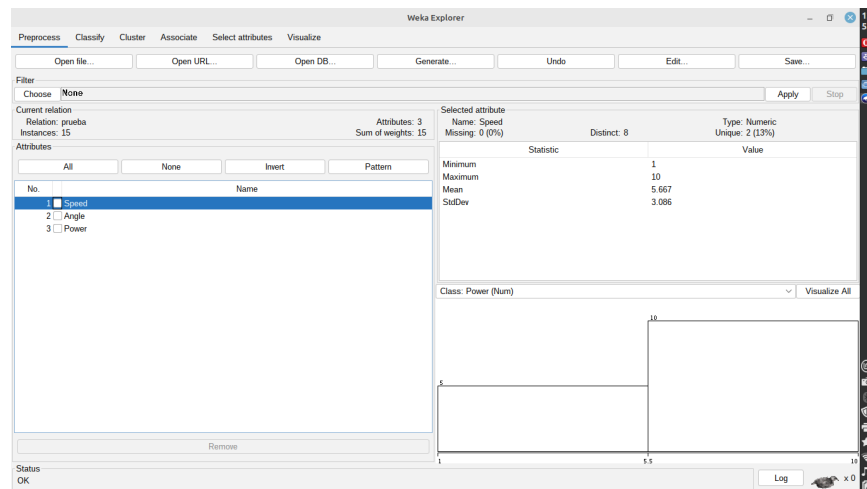 Weka Explorer
Preprocess Classify Cluster Associate Select attributes Visualize
Open file... Open URL... Open DB... Generate... Undo Edit... Save...
Filter
Choose None Apply Stop
Current relation
Relation: prueba Attributes: 3
Instances: 15 Sum of weights: 15
Attributes
All None Invert Pattern
No. Name
1 Speed
2 Angle
3 Power
Remove
Selected attribute
Name: Speed Type: Numeric
Missing: 0 (0%) Distinct: 8 Unique: 2 (13%)
Statistic Value
Minimum 1
Maximum 10
Mean 5.667
StdDev 3.086
Class: Power (Num) Visualize All
10
5
1 5.5 10
Status
OK
Log x 0